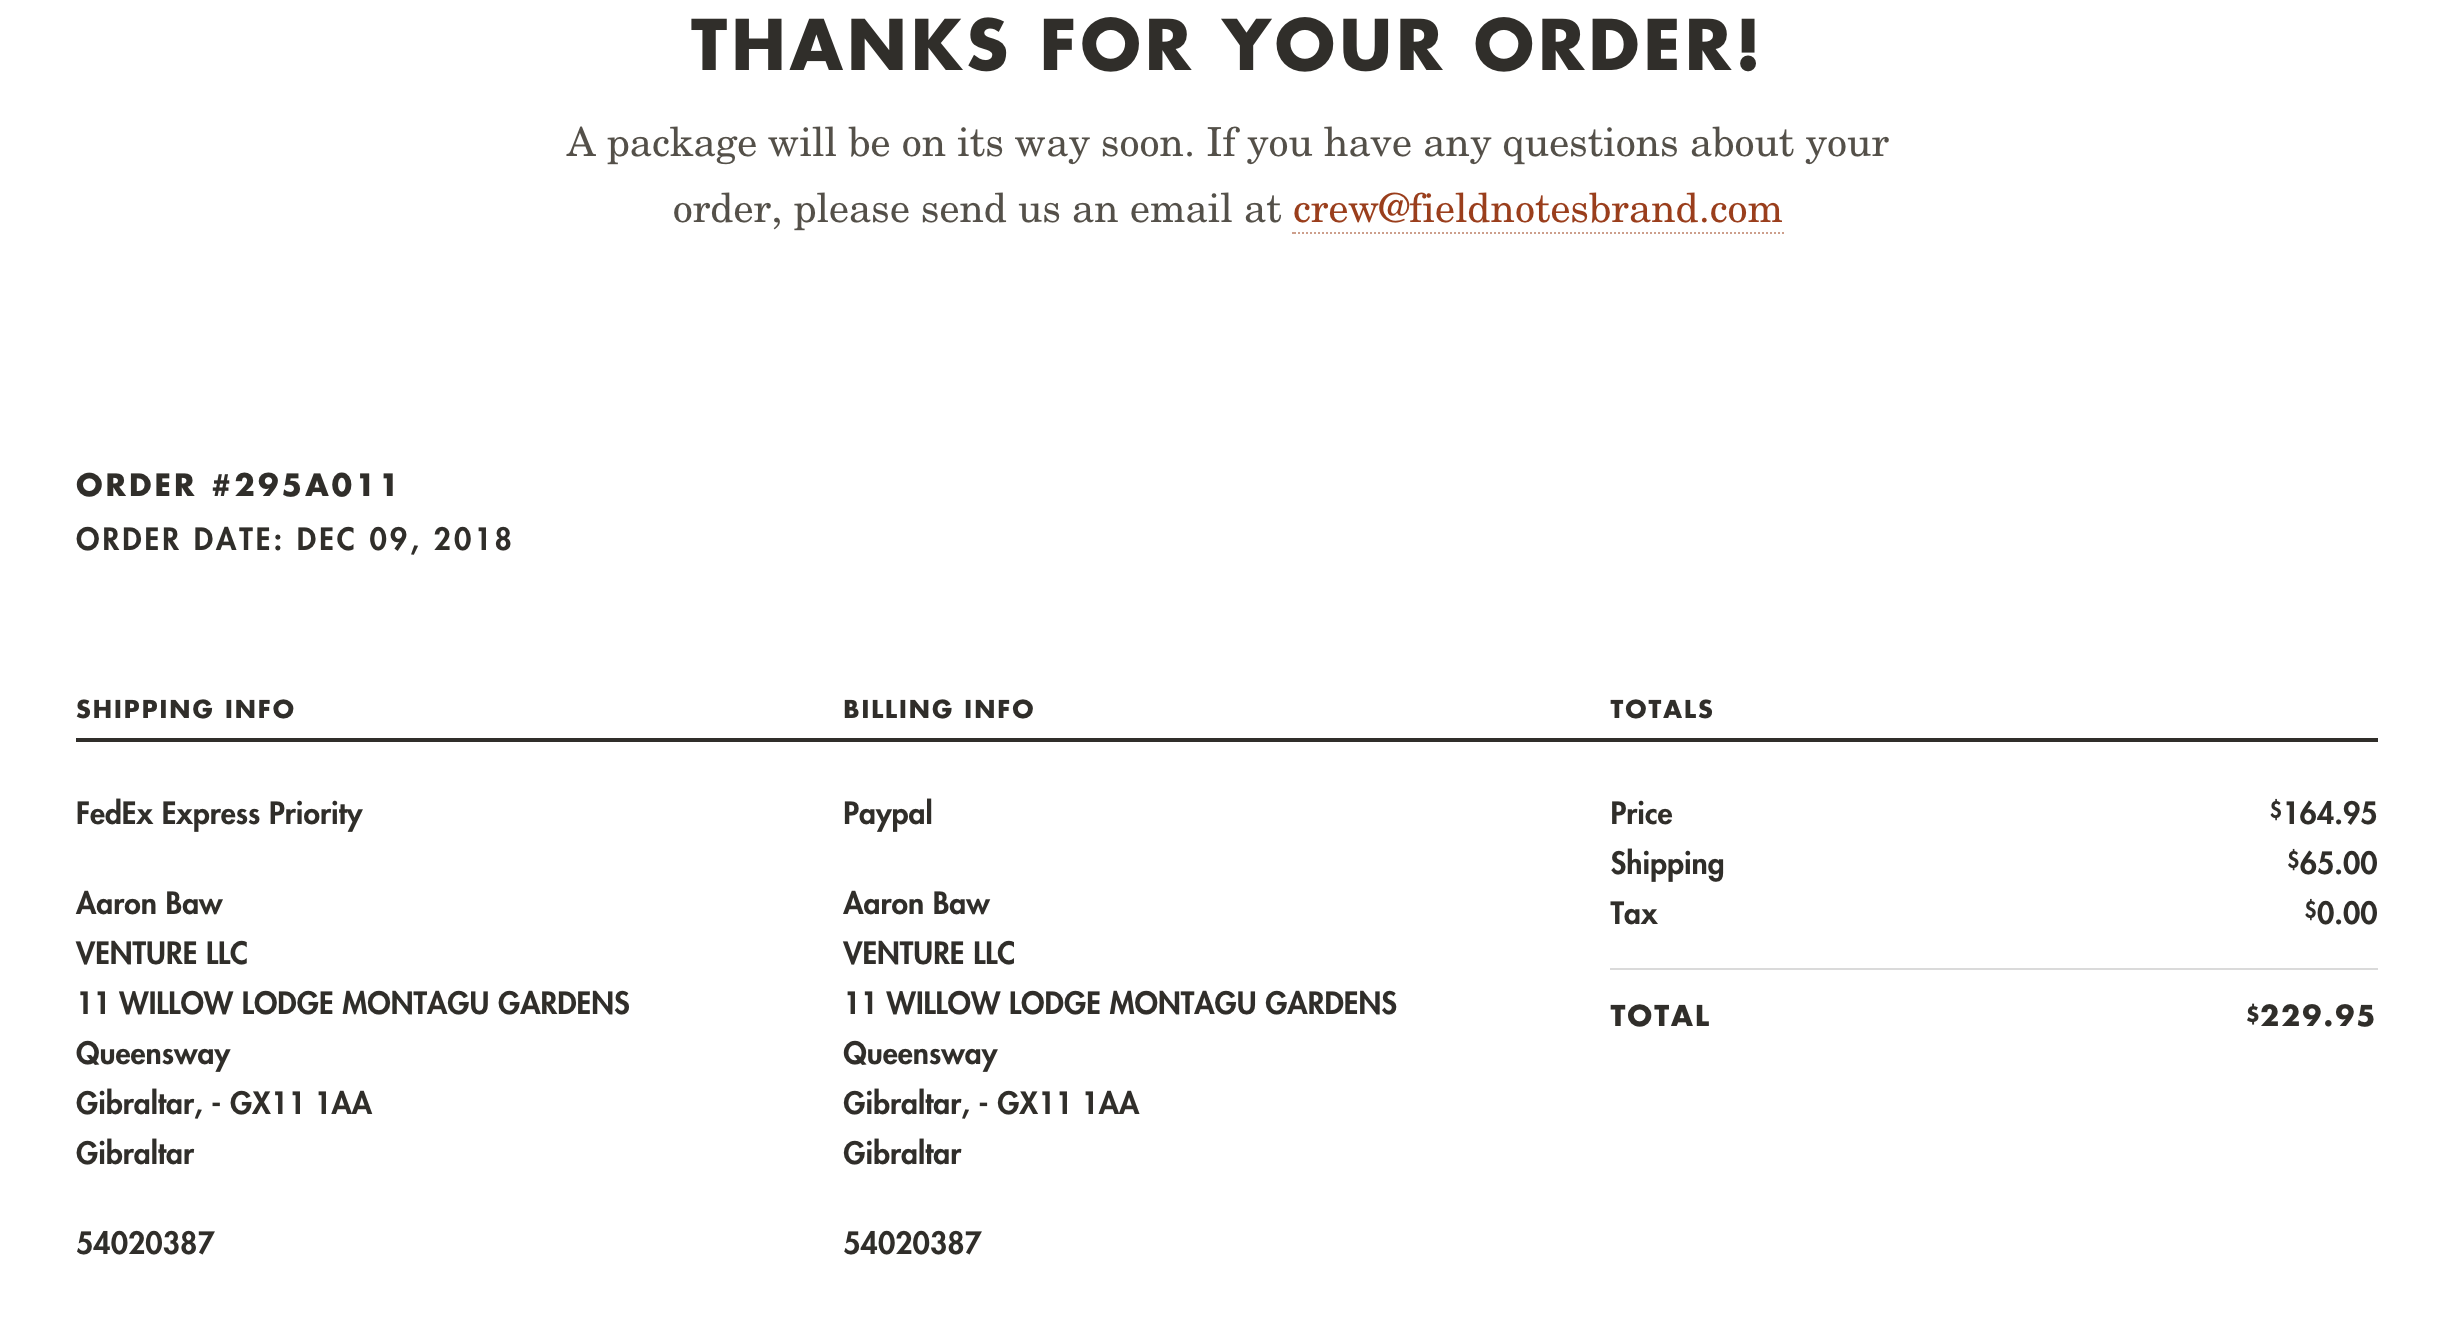 THANKS FOR YOUR ORDER!
A package will be on its way soon. If you have any questions about your
order, please send us an email at crew@fieldnotesbrand.com
ORDER #295A011
ORDER DATE: DEC 09, 2018
SHIPPING INFO
FedEx Express Priority
Aaron Baw
VENTURE LLC
11 WILLOW LODGE MONTAGU GARDENS
Queensway
Gibraltar, - GX11 1AA
Gibraltar
54020387
BILLING INFO
Paypal
Aaron Baw
VENTURE LLC
11 WILLOW LODGE MONTAGU GARDENS
Queensway
Gibraltar, - GX11 1AA
Gibraltar
54020387
TOTALS
Price $164.95
Shipping $65.00
Tax $0.00
TOTAL $229.95